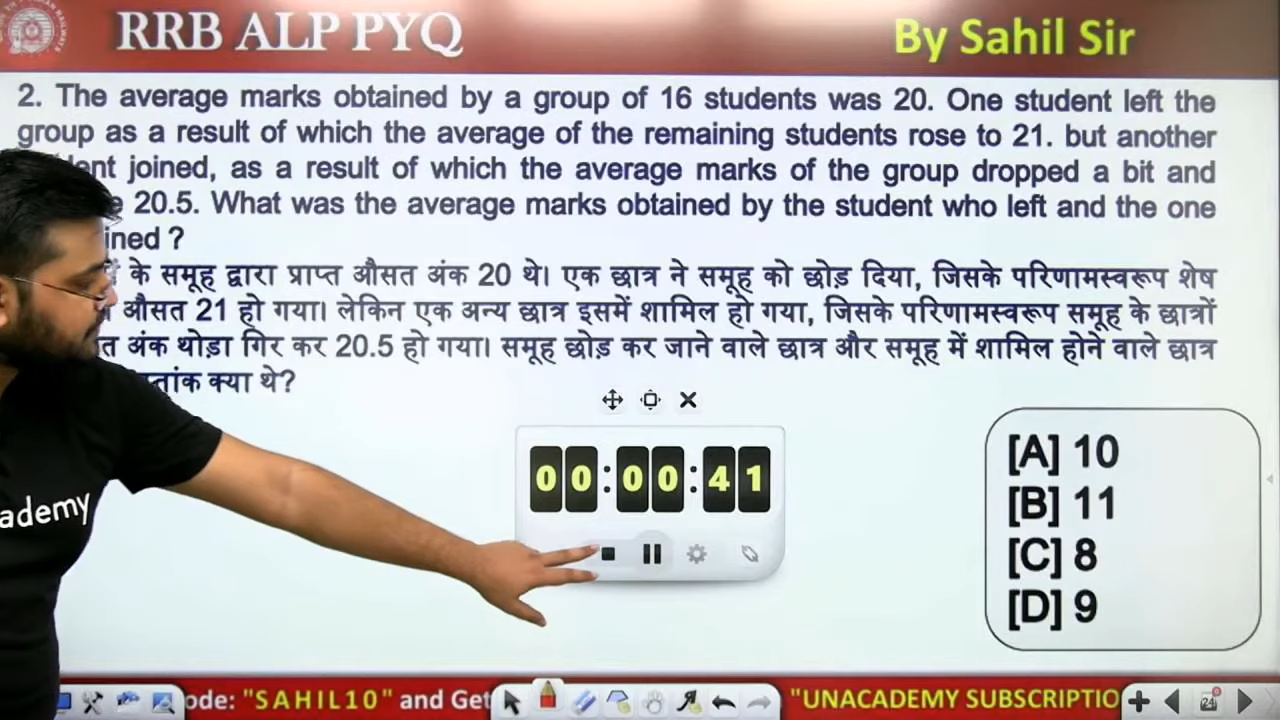 RRB ALP PYQ
By Sahil Sir
2. The average marks obtained by a group of 16 students was 20. One student left the
group as a result of which the average of the remaining students rose to 21. but another
joined, as a result of which the average marks of the group dropped a bit and
20.5. What was the average marks obtained by the student who left and the one
?
के समूह द्वारा प्राप्त औसत अंक 20 थे। एक छात्र ने समूह को छोड़ दिया, जिसके परिणामस्वरूप शेष
औसत 21 हो गया। लेकिन एक अन्य छात्र इसमें शामिल हो गया, जिसके परिणामस्वरूप समूह के छात्रों
अंक थोड़ा गिर कर 20.5 हो गया। समूह छोड़ कर जाने वाले छात्र और समूह में शामिल होने वाले छात्र
क्या थे?
00:00:41
[A] 10
[B] 11
[C] 8
[D] 9
ademy
ode: "SAHIL10" and Get
"UNACADEMY SUBSCRIPTIO
24